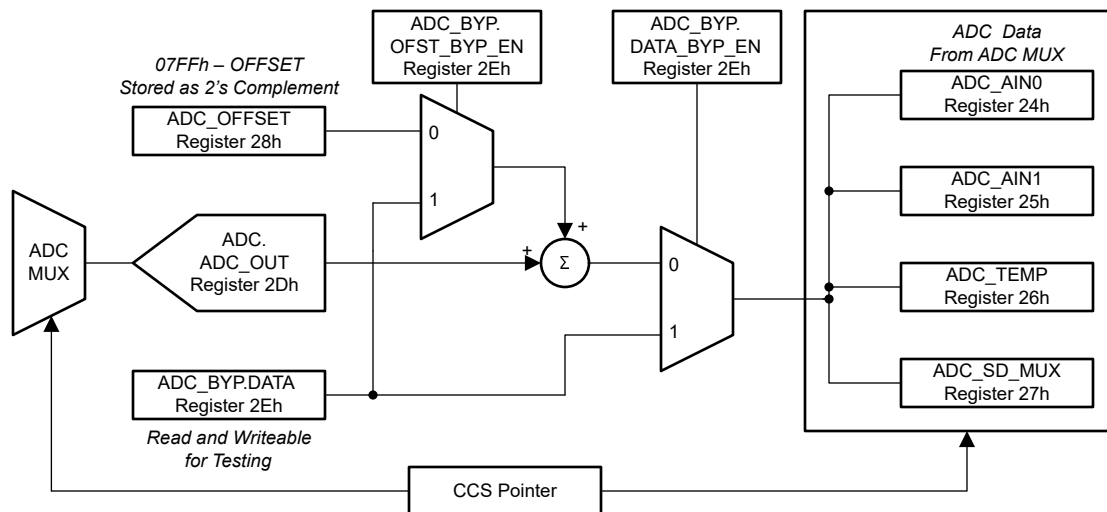 ADC_BYP.
OFST_BYP_EN
Register 2Eh
ADC_BYP.
DATA_BYP_EN
Register 2Eh
ADC Data
From ADC MUX
07FFh – OFFSET
Stored as 2's Complement
ADC_OFFSET
Register 28h
0
1
ADC_AIN0
Register 24h
ADC_AIN1
Register 25h
ADC
MUX
ADC.
ADC_OUT
Register 2Dh
+
+
Σ
0
1
ADC_TEMP
Register 26h
ADC_SD_MUX
Register 27h
ADC_BYP.DATA
Register 2Eh
Read and Writeable
for Testing
CCS Pointer